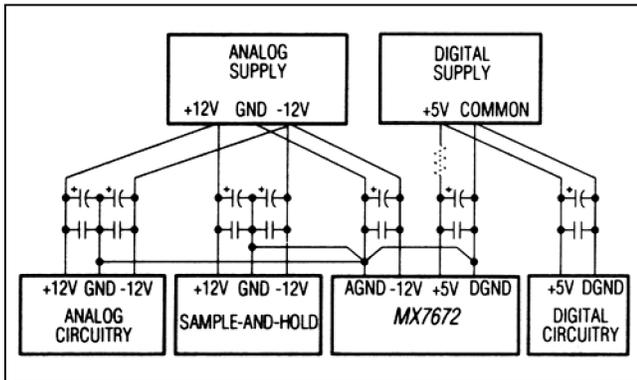 ANALOG
SUPPLY
+12V GND -12V
DIGITAL
SUPPLY
+5V COMMON
+ + + + + + + +
+12V GND -12V
ANALOG
CIRCUITRY
+12V GND -12V
SAMPLE-AND-HOLD
AGND -12V +5V DGND
MX7672
+5V DGND
DIGITAL
CIRCUITRY